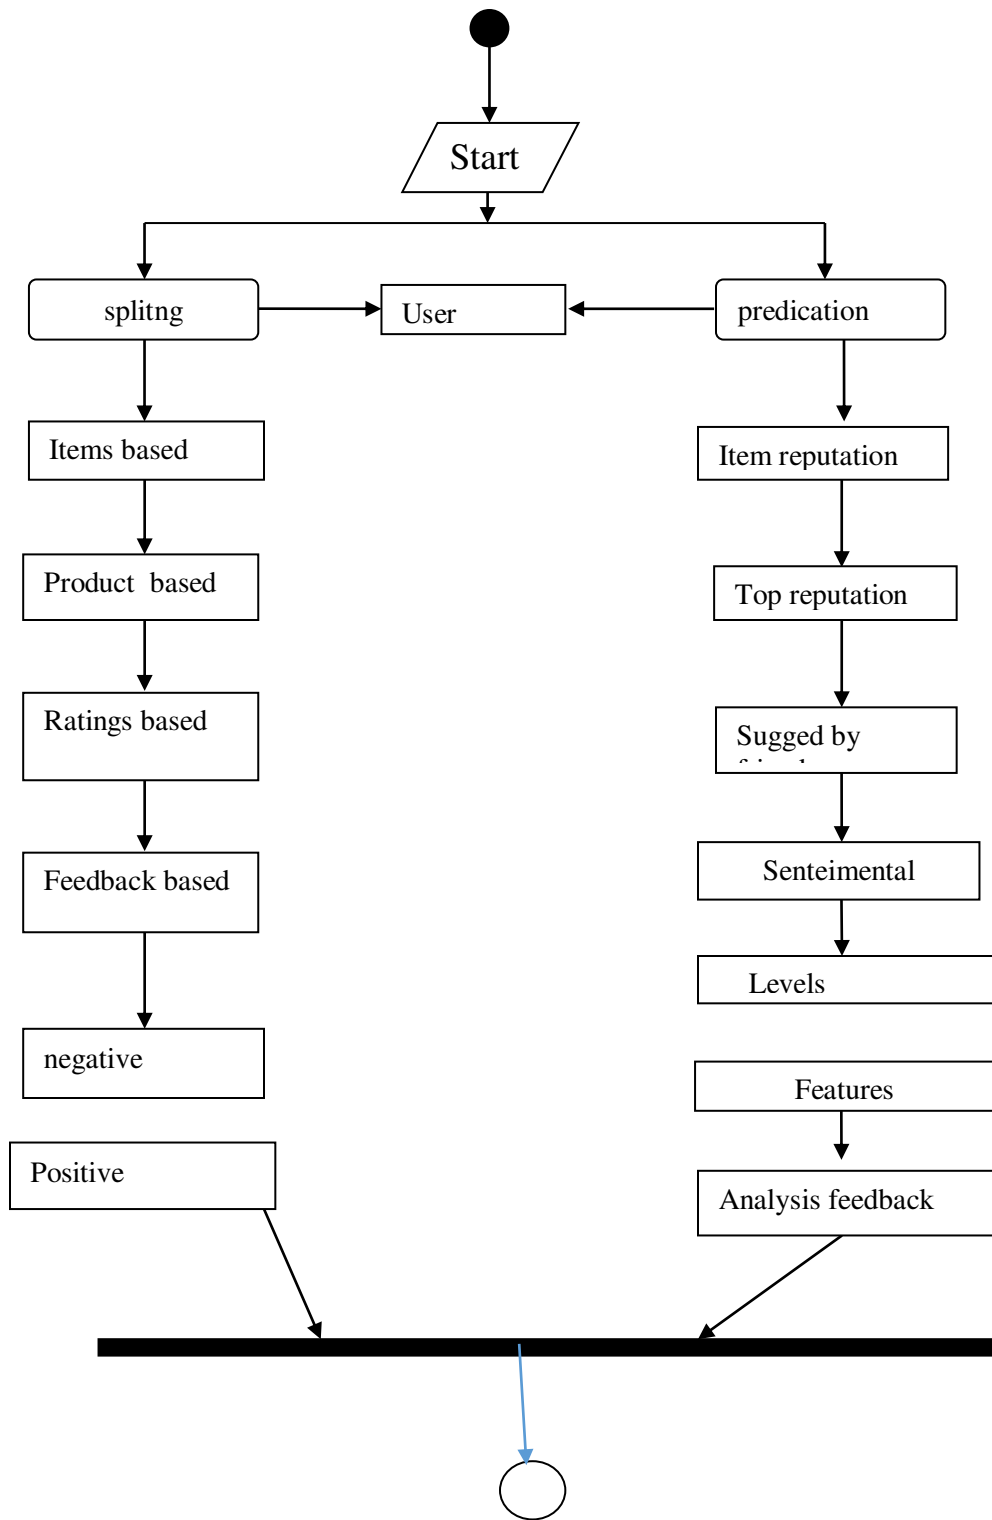 Start
splitng
User
predication
Items based
Item reputation
Product  based
Top reputation
Ratings based
Sugged by
Feedback based
Senteimental
Levels
negative
Features
Positive
Analysis feedback